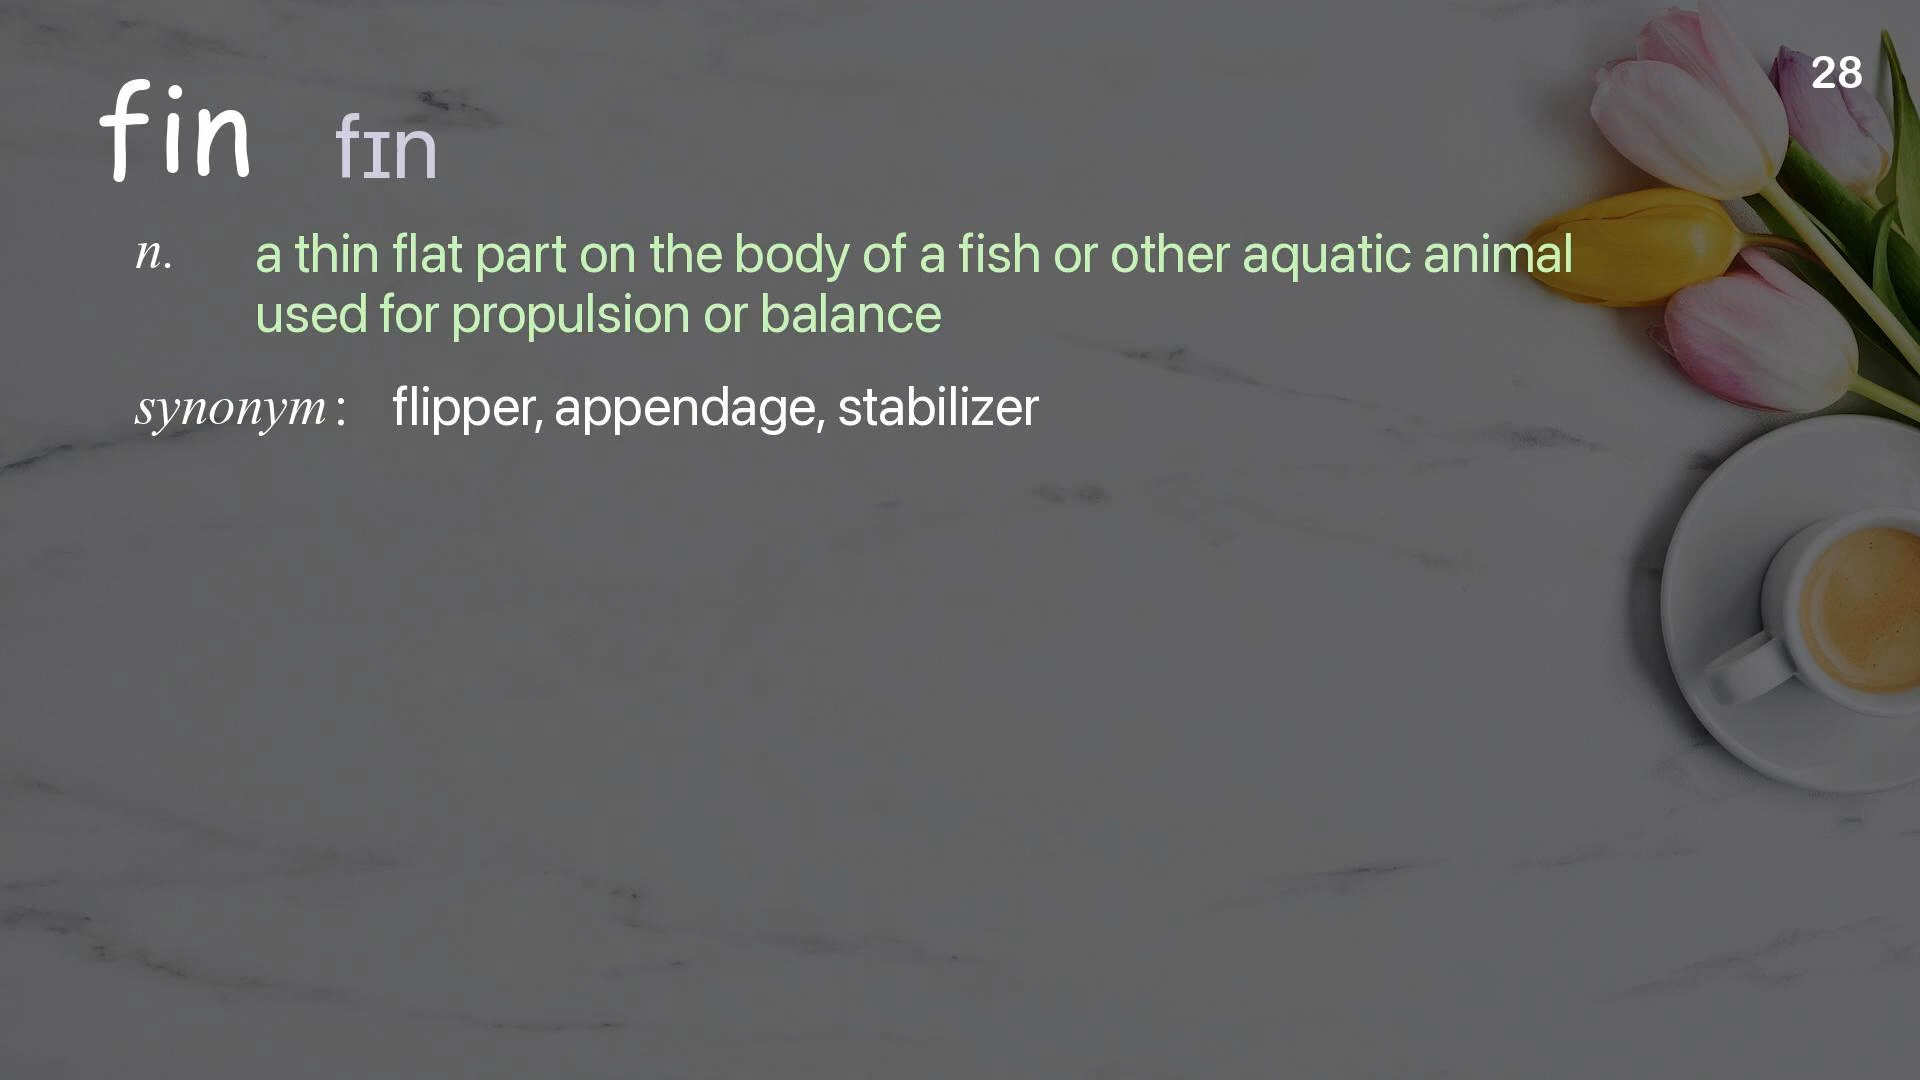 28
fin fɪn
n. a thin flat part on the body of a fish or other aquatic animal
used for propulsion or balance
synonym: flipper, appendage, stabilizer